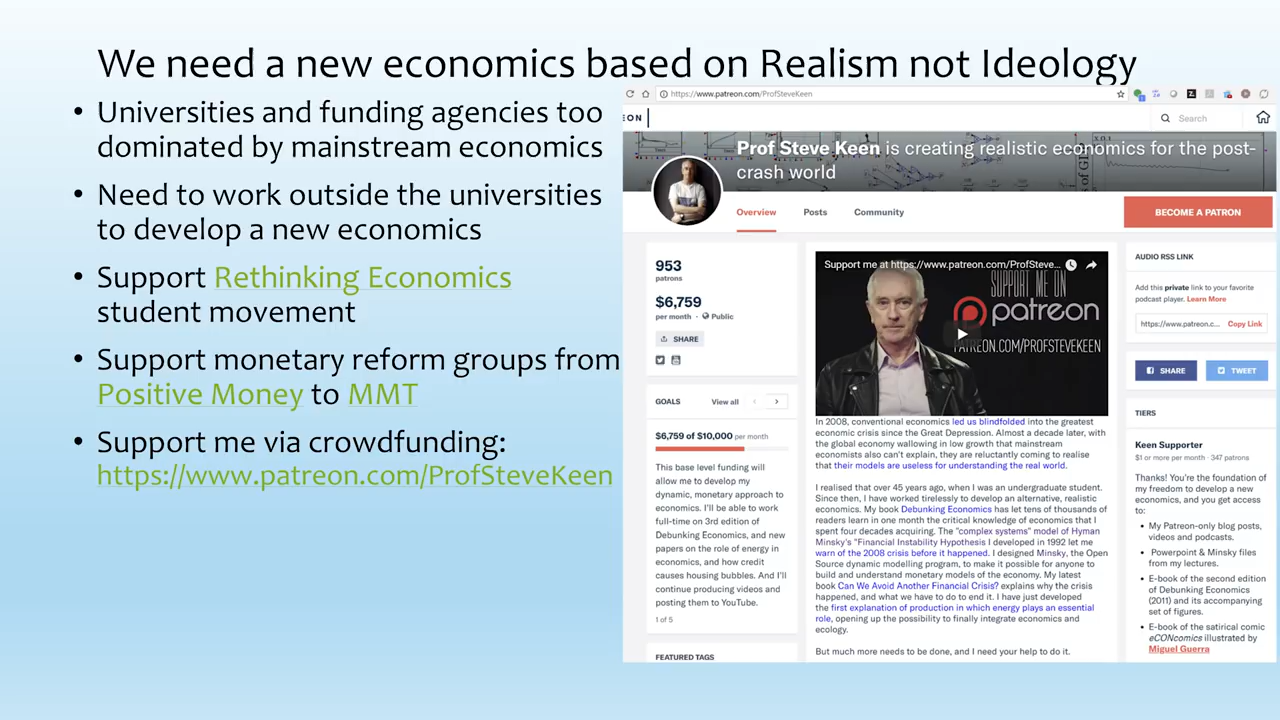 We need a new economics based on Realism not Ideology
• Universities and funding agencies too
dominated by mainstream economics
• Need to work outside the universities
to develop a new economics
• Support Rethinking Economics
student movement
• Support monetary reform groups from
Positive Money to MMT
• Support me via crowdfunding:
https://www.patreon.com/ProfSteveKeen
https://www.patreon.com/ProfSteveKeen
EON
Search
Prof Steve Keen is creating realistic economics for the post-
crash world
Overview Posts Community
BECOME A PATRON
953
patrons
$6,759
per month · Public
SHARE
GOALS View all
$6,759 of $10,000 per month
This base level funding will
allow me to develop my
dynamic, monetary approach to
economics. I'll be able to work
full-time on 3rd edition of
Debunking Economics, and new
papers on the role of energy in
economics, and how credit
causes housing bubbles. And I'll
continue producing videos and
posting them to YouTube.
1 of 5
FEATURED TAGS
Support me at https://www.patreon.com/ProfSteve...
SUPPORT ME ON
patreon
PATREON.COM/PROFSTEVEKEEN
In 2008, conventional economics led us blindfolded into the greatest
economic crisis since the Great Depression. Almost a decade later, with
the global economy wallowing in low growth that mainstream
economists also can't explain, they are reluctantly coming to realise
that their models are useless for understanding the real world.
I realised that over 45 years ago, when I was an undergraduate student.
Since then, I have worked tirelessly to develop an alternative, realistic
economics. My book Debunking Economics has let tens of thousands of
readers learn in one month the critical knowledge of economics that I
spent four decades acquiring. The "complex systems" model of Hyman
Minsky's "Financial Instability Hypothesis I developed in 1992 let me
warn of the 2008 crisis before it happened. I designed Minsky, the Open
Source dynamic modelling program, to make it possible for anyone to
build and understand monetary models of the economy. My latest
book Can We Avoid Another Financial Crisis? explains why the crisis
happened, and what we have to do to end it. I have just developed
the first explanation of production in which energy plays an essential
role, opening up the possibility to finally integrate economics and
ecology.
But much more needs to be done, and I need your help to do it.
AUDIO RSS LINK
Add this private link to your favorite
podcast player. Learn More
https://www.patreon.c... Copy Link
SHARE TWEET
TIERS
Keen Supporter
$1 or more per month · 347 patrons
Thanks! You're the foundation of
my freedom to develop a new
economics, and you get access
to:
• My Patreon-only blog posts,
videos and podcasts.
• Powerpoint & Minsky files
from my lectures.
• E-book of the second edition
of Debunking Economics
(2011) and its accompanying
set of figures.
• E-book of the satirical comic
eCONcomics illustrated by
Miguel Guerra